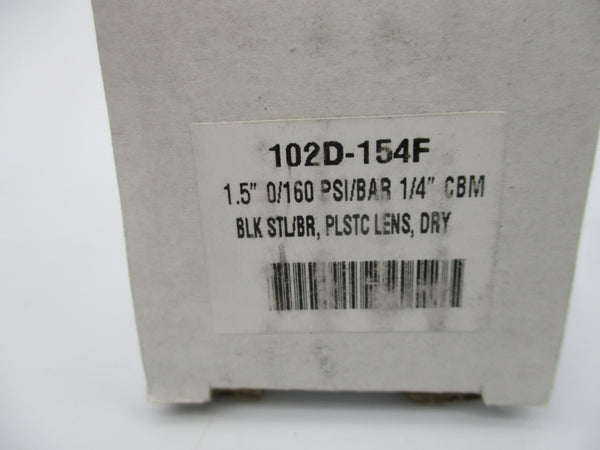 102D-154F
1.5" 0/160 PSI/BAR 1/4" CBM
BLK STL/BR, PLSTC LENS, DRY